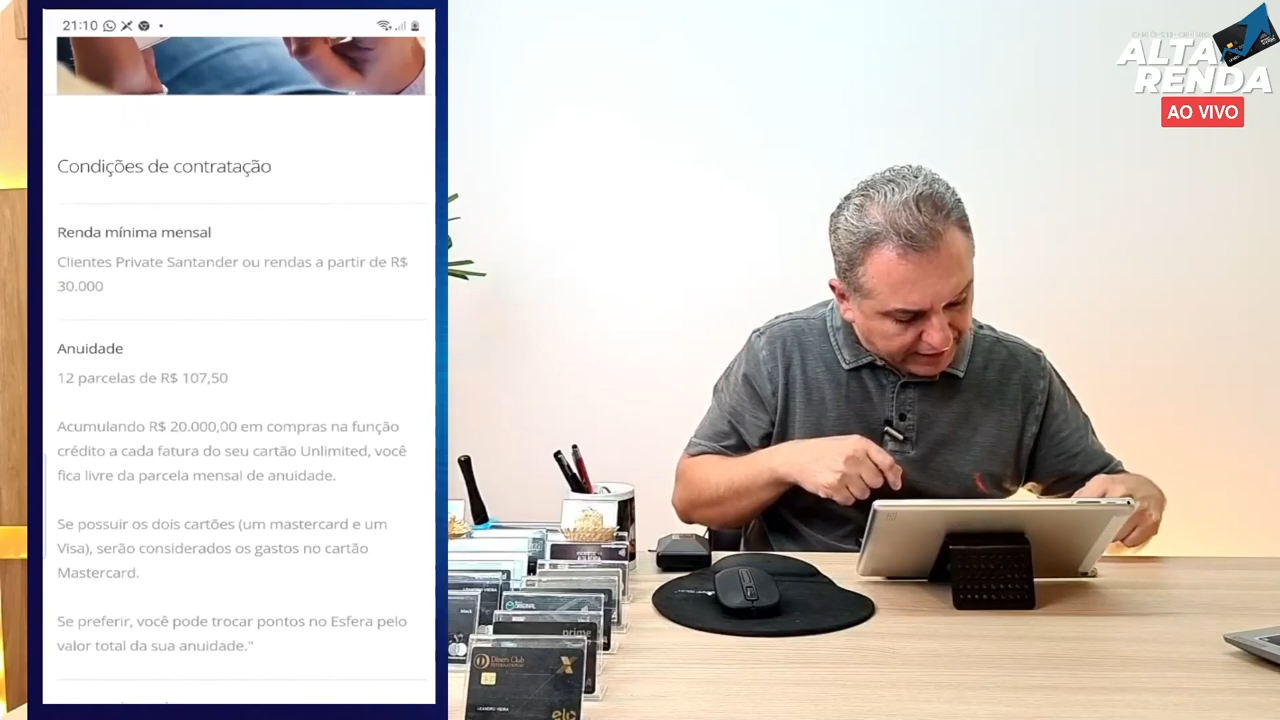 21:10
Condições de contratação
Renda mínima mensal
Clientes Private Santander ou rendas a partir de R$
30.000
Anuidade
12 parcelas de R$ 107,50
Acumulando R$ 20.000,00 em compras na função
crédito a cada fatura do seu cartão Unlimited, você
fica livre da parcela mensal de anuidade.
Se possuir os dois cartões (um mastercard e um
Visa), serão considerados os gastos no cartão
Mastercard.
Se preferir, você pode trocar pontos no Esfera pelo
valor total da sua anuidade."
ALTA
RENDA
AO VIVO
ORIGINAL
prime
Diners Club
INTERNATIONAL
LEANDRO VIEIRA
elo